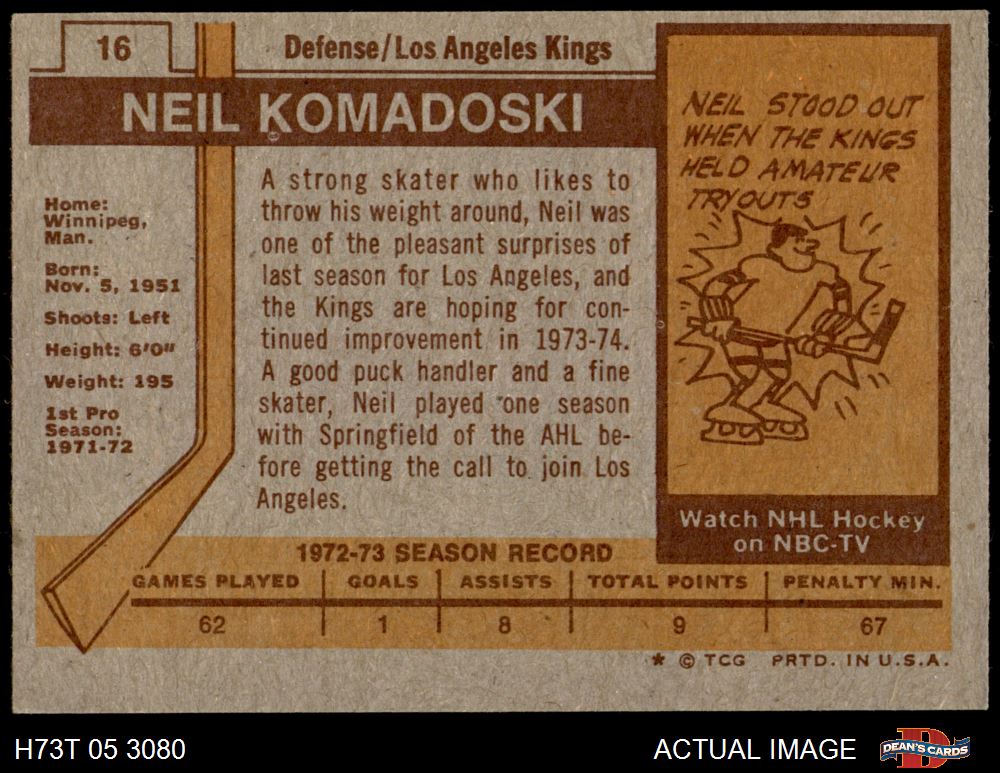 16
Defense/Los Angeles Kings
NEIL KOMADOSKI
Home:
Winnipeg,
Man.
Born:
Nov. 5, 1951
Shoots: Left
Height: 6'0"
Weight: 195
1st Pro
Season:
1971-72
A strong skater who likes to
throw his weight around, Neil was
one of the pleasant surprises of
last season for Los Angeles, and
the Kings are hoping for con-
tinued improvement in 1973-74.
A good puck handler and a fine
skater, Neil played one season
with Springfield of the AHL be-
fore getting the call to join Los
Angeles.
NEIL STOOD OUT
WHEN THE KINGS
HELD AMATEUR
TRYOUTS
Watch NHL Hockey
on NBC-TV
1972-73 SEASON RECORD
GAMES PLAYED GOALS ASSISTS TOTAL POINTS PENALTY MIN.
62 1 8 9 67
* © TCG PRTD. IN U.S.A.
H73T 05 3080
ACTUAL IMAGE
DEAN'S CARDS